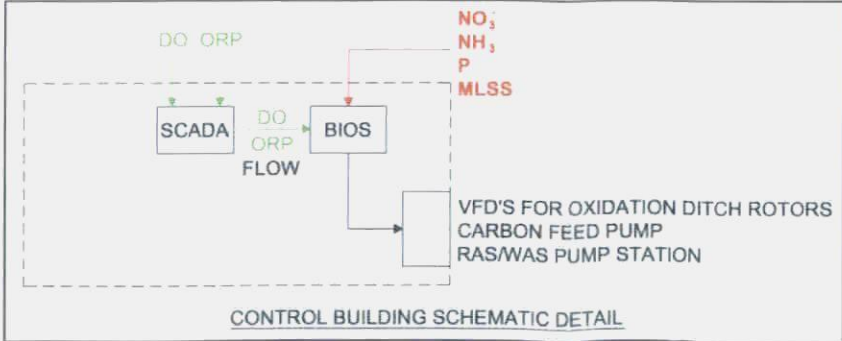 NO₃
NH₃
P
MLSS
DO ORP
SCADA
DO
ORP
FLOW
BIOS
VFD'S FOR OXIDATION DITCH ROTORS
CARBON FEED PUMP
RAS/WAS PUMP STATION
CONTROL BUILDING SCHEMATIC DETAIL